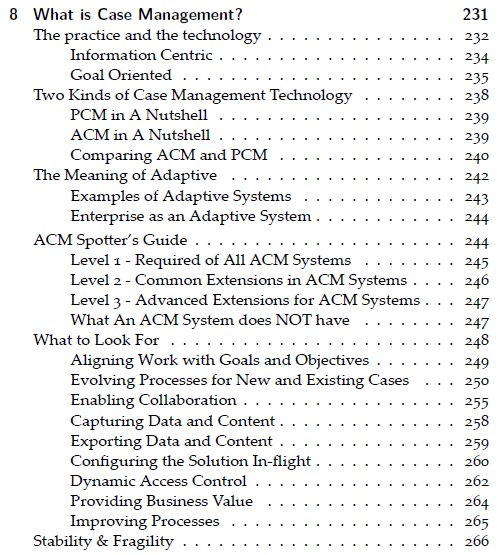 8 What is Case Management? 231
The practice and the technology . . . . . . . . . . . . . . . . . 232
Information Centric . . . . . . . . . . . . . . . . . . . . . 234
Goal Oriented . . . . . . . . . . . . . . . . . . . . . . . . 235
Two Kinds of Case Management Technology . . . . . . . . 238
PCM in A Nutshell . . . . . . . . . . . . . . . . . . . . . 239
ACM in A Nutshell . . . . . . . . . . . . . . . . . . . . . 239
Comparing ACM and PCM . . . . . . . . . . . . . . . . 240
The Meaning of Adaptive . . . . . . . . . . . . . . . . . . . . 242
Examples of Adaptive Systems . . . . . . . . . . . . . . 243
Enterprise as an Adaptive System . . . . . . . . . . . . . 244
ACM Spotter's Guide . . . . . . . . . . . . . . . . . . . . . . . 244
Level 1 - Required of All ACM Systems . . . . . . . . 245
Level 2 - Common Extensions in ACM Systems . . . . 246
Level 3 - Advanced Extensions for ACM Systems . . . 247
What An ACM System does NOT have . . . . . . . . 247
What to Look For . . . . . . . . . . . . . . . . . . . . . . . . . 248
Aligning Work with Goals and Objectives . . . . . . . 249
Evolving Processes for New and Existing Cases . . . 250
Enabling Collaboration . . . . . . . . . . . . . . . . . . . 255
Capturing Data and Content . . . . . . . . . . . . . . . . 258
Exporting Data and Content . . . . . . . . . . . . . . . . 259
Configuring the Solution In-flight . . . . . . . . . . . . . 260
Dynamic Access Control . . . . . . . . . . . . . . . . . . 262
Providing Business Value . . . . . . . . . . . . . . . . . 264
Improving Processes . . . . . . . . . . . . . . . . . . . . 265
Stability & Fragility . . . . . . . . . . . . . . . . . . . . . . . . 266